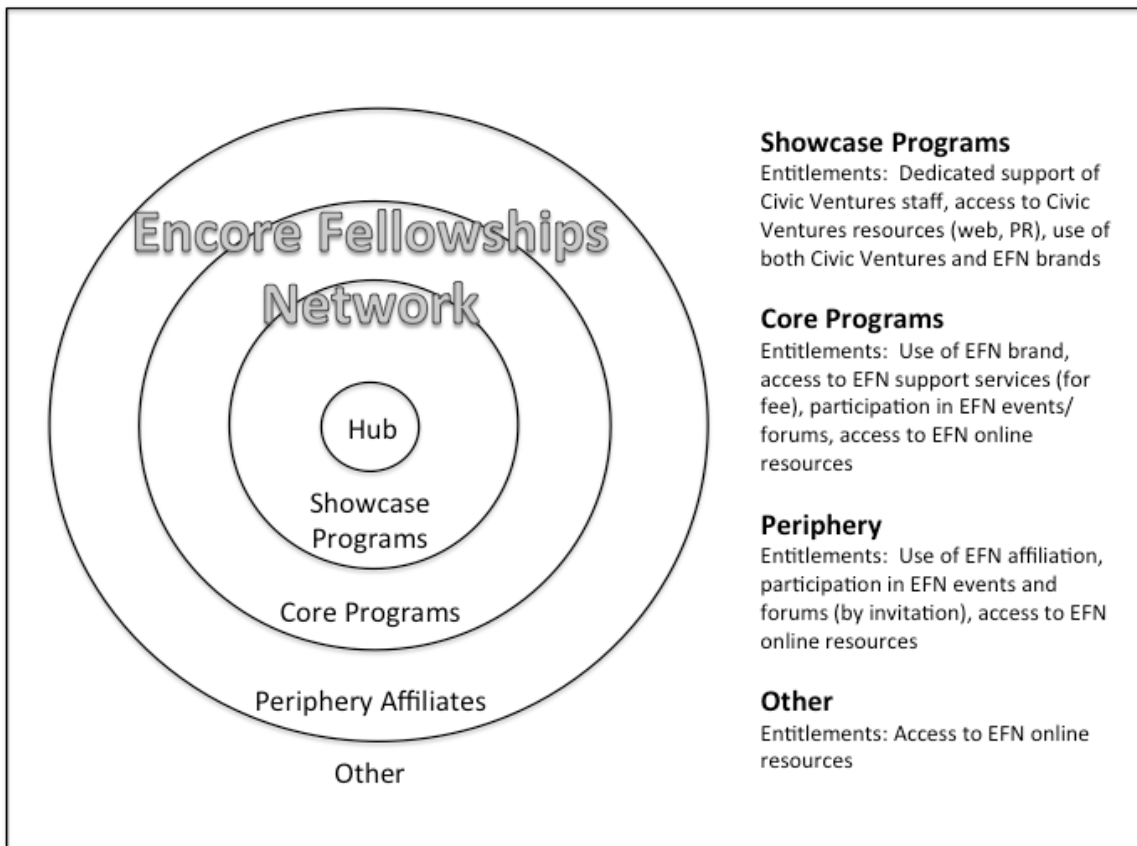 Encore Fellowships
Network
Hub
Showcase
Programs
Core Programs
Periphery Affiliates
Other
Showcase Programs
Entitlements:  Dedicated support of
Civic Ventures staff, access to Civic
Ventures resources (web, PR), use of
both Civic Ventures and EFN brands
Core Programs
Entitlements:  Use of EFN brand,
access to EFN support services (for
fee), participation in EFN events/
forums, access to EFN online
resources
Periphery
Entitlements:  Use of EFN affiliation,
participation in EFN events and
forums (by invitation), access to EFN
online resources
Other
Entitlements: Access to EFN online
resources